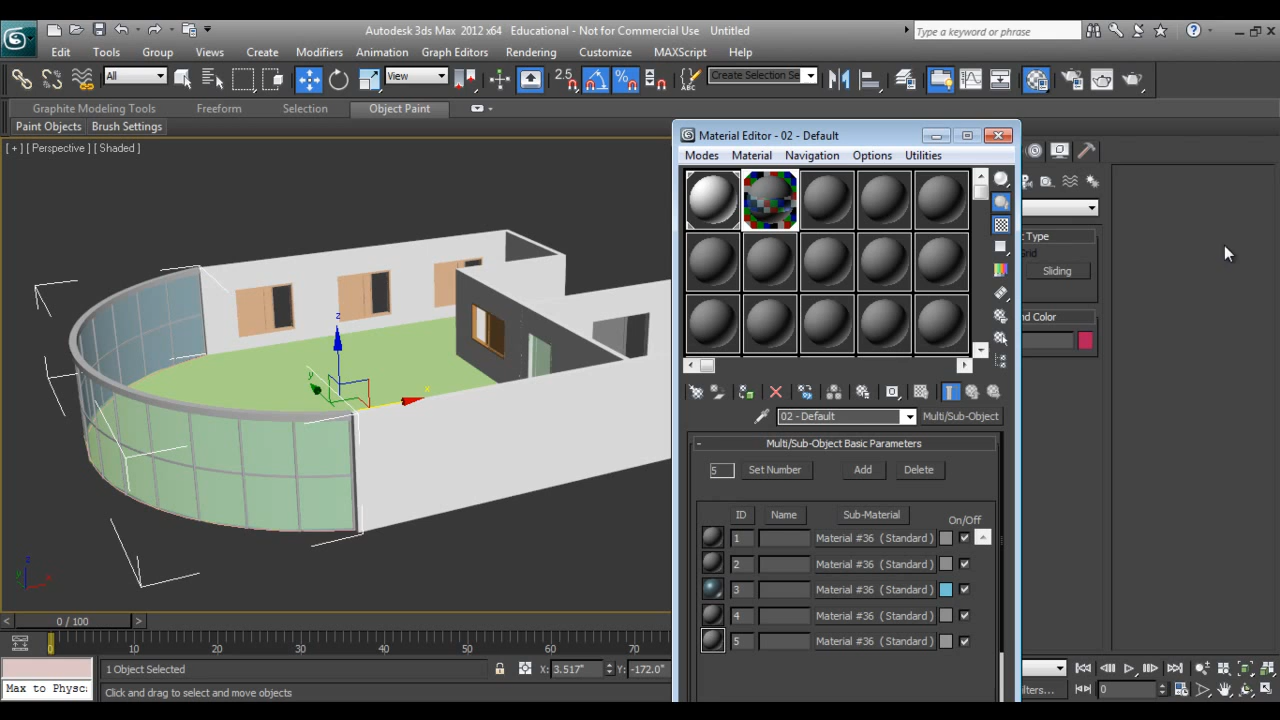 Autodesk 3ds Max 2012 x64 Educational - Not for Commercial Use Untitled
Type a keyword or phrase
Edit Tools Group Views Create Modifiers Animation Graph Editors Rendering Customize MAXScript Help
All View 2.5 Create Selection Se
Graphite Modeling Tools Freeform Selection Object Paint
Paint Objects Brush Settings
[ + ] [ Perspective ] [ Shaded ]
Material Editor - 02 - Default
Modes Material Navigation Options Utilities
Type
Grid
Sliding
nd Color
02 - Default Multi/Sub-Object
Multi/Sub-Object Basic Parameters
5 Set Number Add Delete
ID Name Sub-Material On/Off
1 Material #36 ( Standard )
2 Material #36 ( Standard )
3 Material #36 ( Standard )
4 Material #36 ( Standard )
5 Material #36 ( Standard )
z
y
x
z
y
x
< 0 / 100 >
0 10 20 30 40 50 60 70
1 Object Selected X: 3.517" Y: -172.0"
Max to Physc
Click and drag to select and move objects
ilters... 0